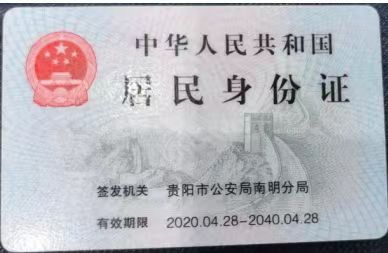 中华人民共和国
居民身份证
签发机关 贵阳市公安局南明分局
有效期限 2020.04.28-2040.04.28